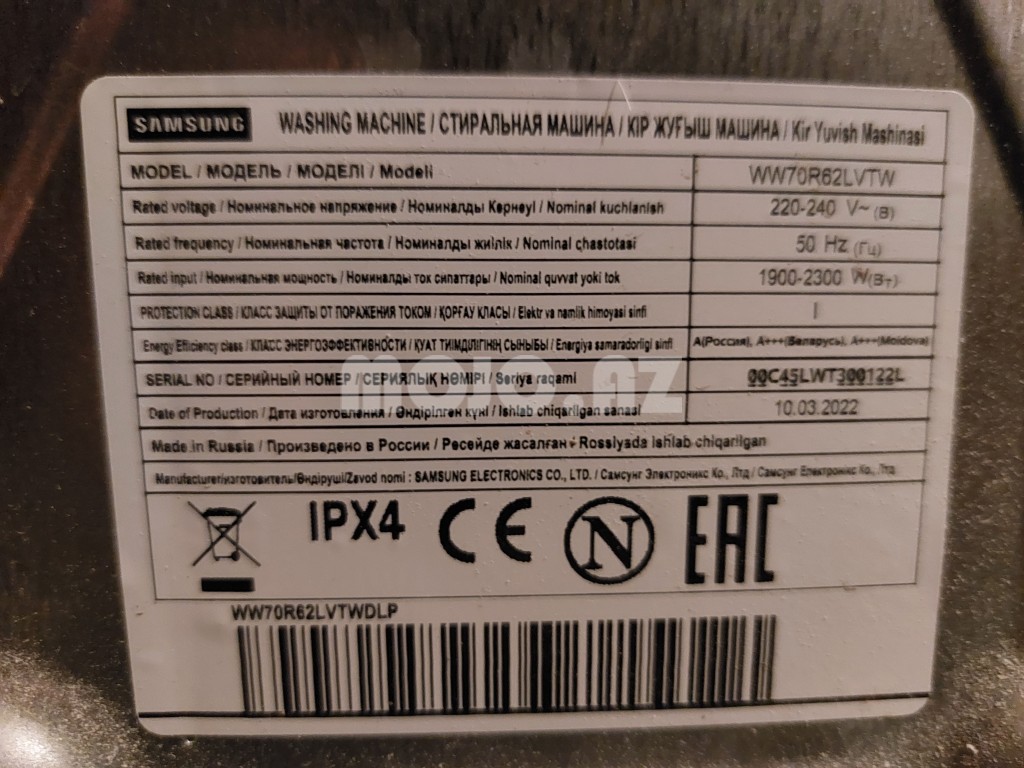 SAMSUNG WASHING MACHINE / СТИРАЛЬНАЯ МАШИНА / КІР ЖУҒЫШ МАШИНА / Kir Yuvish Mashinasi
MODEL / МОДЕЛЬ / МОДЕЛІ / Modeli WW70R62LVTW
Rated voltage / Номинальное напряжение / Номиналды Кернеуі / Nominal kuchlanish 220-240 V~(В)
Rated frequency / Номинальная частота / Номиналды жиілік / Nominal chastotasi 50 Hz (Гц)
Rated input / Номинальная мощность / Номиналды ток сипаттары / Nominal quvvat yoki tok 1900-2300 W(Вт)
PROTECTION CLASS / КЛАСС ЗАЩИТЫ ОТ ПОРАЖЕНИЯ ТОКОМ / ҚОРҒАУ КЛАСЫ / Elektr va namlik himoyasi sinfi I
Energy Efficiency class / КЛАСС ЭНЕРГОЭФФЕКТИВНОСТИ / ҚУАТ ТИІМДІЛІГІНІҢ СЫНЫБЫ / Energiya samaradorligi sinfi A(Россия), A+++(Беларусь), A+++(Moldova)
SERIAL NO / СЕРИЙНЫЙ НОМЕР / СЕРИЯЛЫҚ НӨМІРІ / Seriya raqami 00C45LWT300122L
Date of Production / Дата изготовления / Өндірілген күні / Ishlab chiqarilgan sanasi 10.03.2022
Made in Russia / Произведено в России / Ресейде жасалған / Rossiyada ishlab chiqarilgan
Manufacturer/изготовитель/Өндіруші/Zavod nomi : SAMSUNG ELECTRONICS CO., LTD. / Самсунг Электроникс Ко., Лтд / Самсунг Електронікс Ко., Лтд
IPX4 CE N EAC
WW70R62LVTWDLP
MOIO.AZ